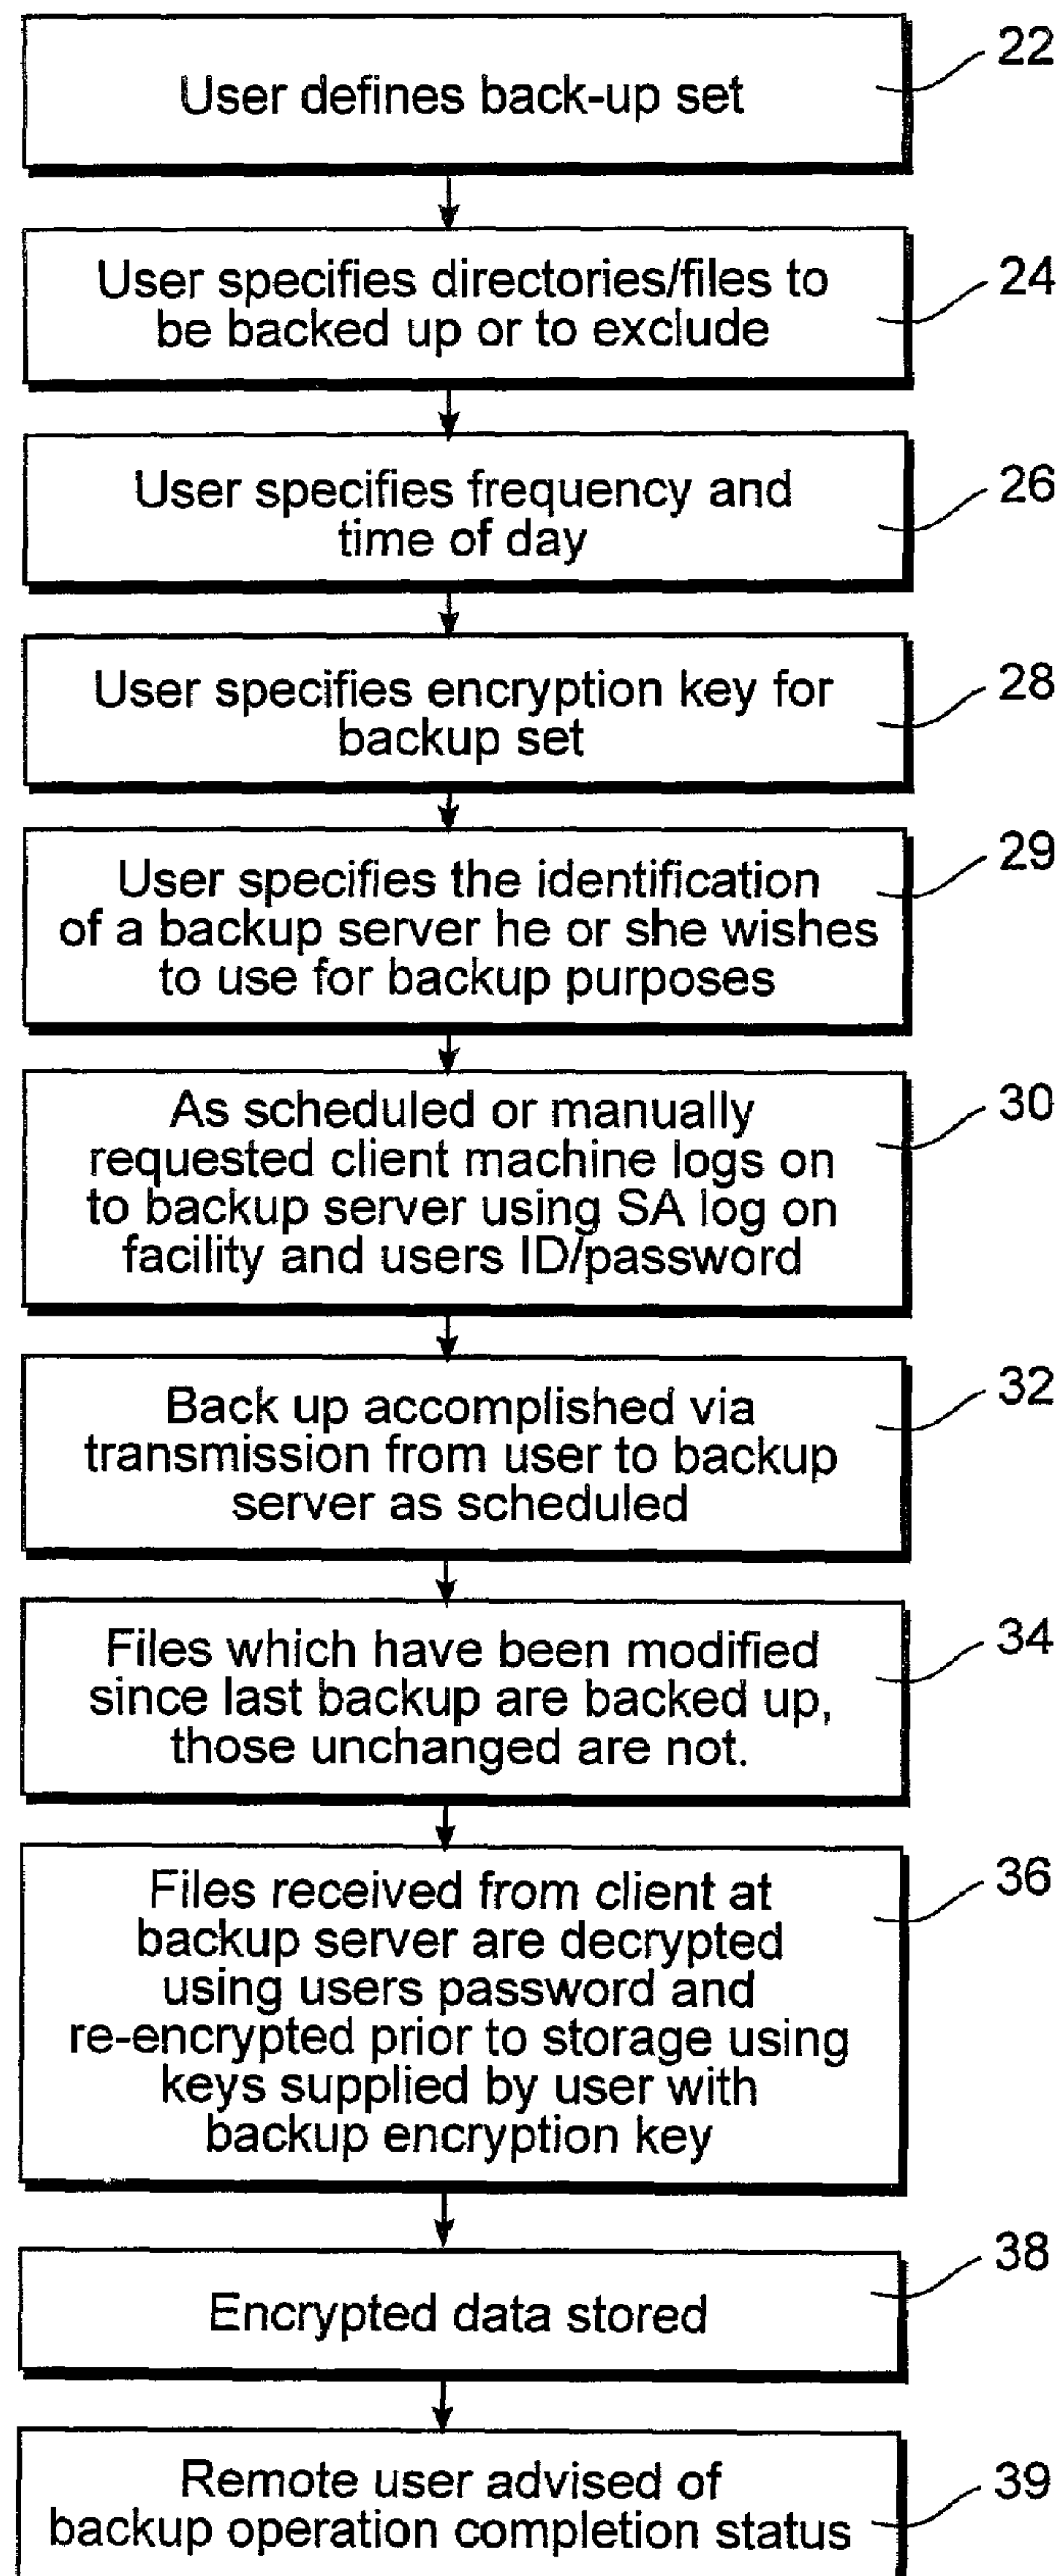 User defines back-up set
22
User specifies directories/files to
be backed up or to exclude
24
User specifies frequency and
time of day
26
User specifies encryption key for
backup set
28
User specifies the identification
of a backup server he or she wishes
to use for backup purposes
29
As scheduled or manually
requested client machine logs on
to backup server using SA log on
facility and users ID/password
30
Back up accomplished via
transmission from user to backup
server as scheduled
32
Files which have been modified
since last backup are backed up,
those unchanged are not.
34
Files received from client at
backup server are decrypted
using users password and
re-encrypted prior to storage using
keys supplied by user with
backup encryption key
36
Encrypted data stored
38
Remote user advised of
backup operation completion status
39